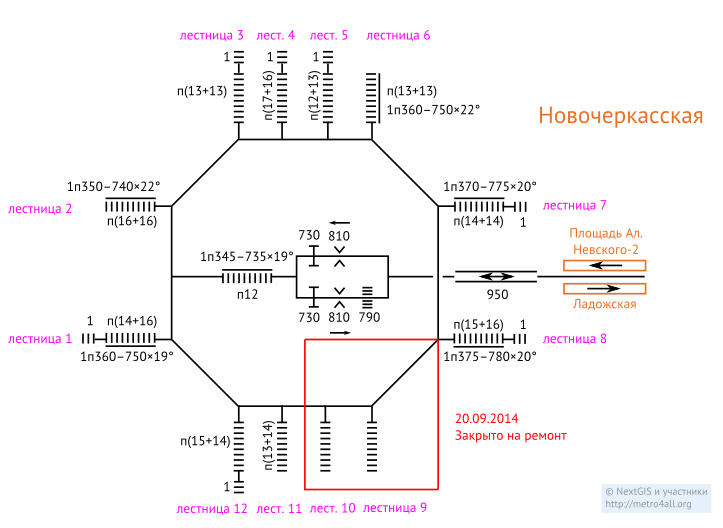 лестница 3
лест. 4
лест. 5
лестница 6
1
1
1
п(13+13)
п(17+16)
п(12+13)
п(13+13)
1п360–750×22°
Новочеркасская
1п350–740×22°
лестница 2
п(16+16)
1п370–775×20°
п(14+14)
1
лестница 7
730
810
1п345–735×19°
п12
Площадь Ал.
Невского-2
950
Ладожская
730
810
790
1
п(14+16)
лестница 1
1п360–750×19°
п(15+16)
1
лестница 8
1п375–780×20°
20.09.2014
Закрыто на ремонт
п(15+14)
п(13+14)
1
лестница 12
лест. 11
лест. 10
лестница 9
© NextGIS и участники
http://metro4all.org